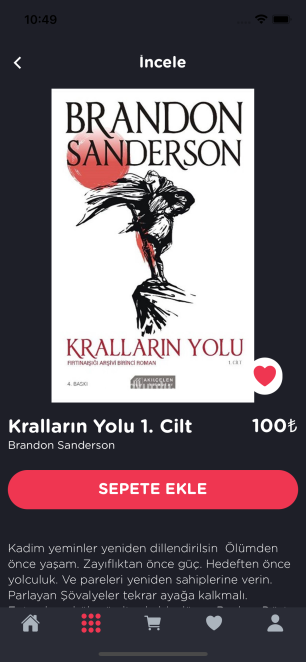 10:49
İncele
BRANDON
SANDERSON
KRALLARIN YOLU
FIRTINAIŞIĞI ARŞİVİ BİRİNCİ ROMAN
1. CİLT
4. BASKI
AKILÇELEN
Kralların Yolu 1. Cilt
100₺
Brandon Sanderson
SEPETE EKLE
Kadim yeminler yeniden dillendirilsin Ölümden
önce yaşam. Zayıflıktan önce güç. Hedeften önce
yolculuk. Ve pareleri yeniden sahiplerine verin.
Parlayan Şövalyeler tekrar ayağa kalkmalı.